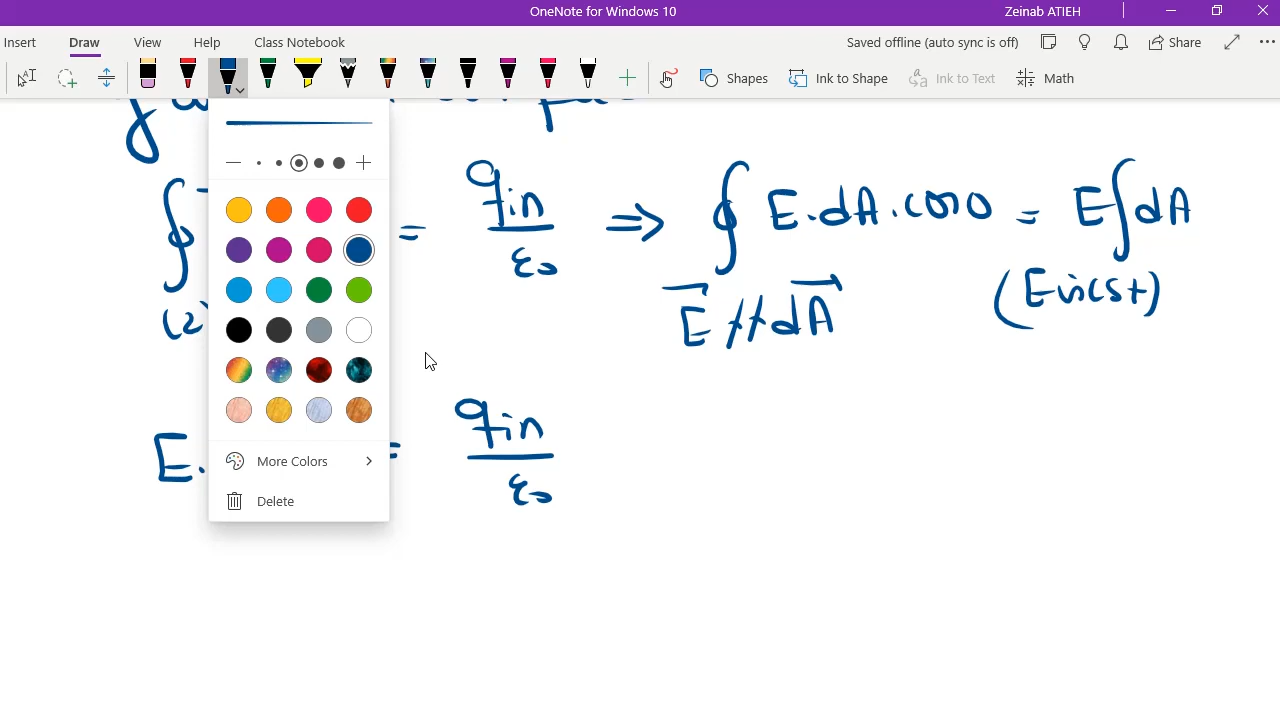 OneNote for Windows 10
Zeinab ATIEH
Insert Draw View Help Class Notebook Saved offline (auto sync is off) Share
Shapes Ink to Shape Ink to Text Math
= qin/ε0 ⇒ ∮ E.dA.cos0 = E∫dA
(2)
E // dA
(E is cst)
E. = qin/ε0
More Colors
Delete